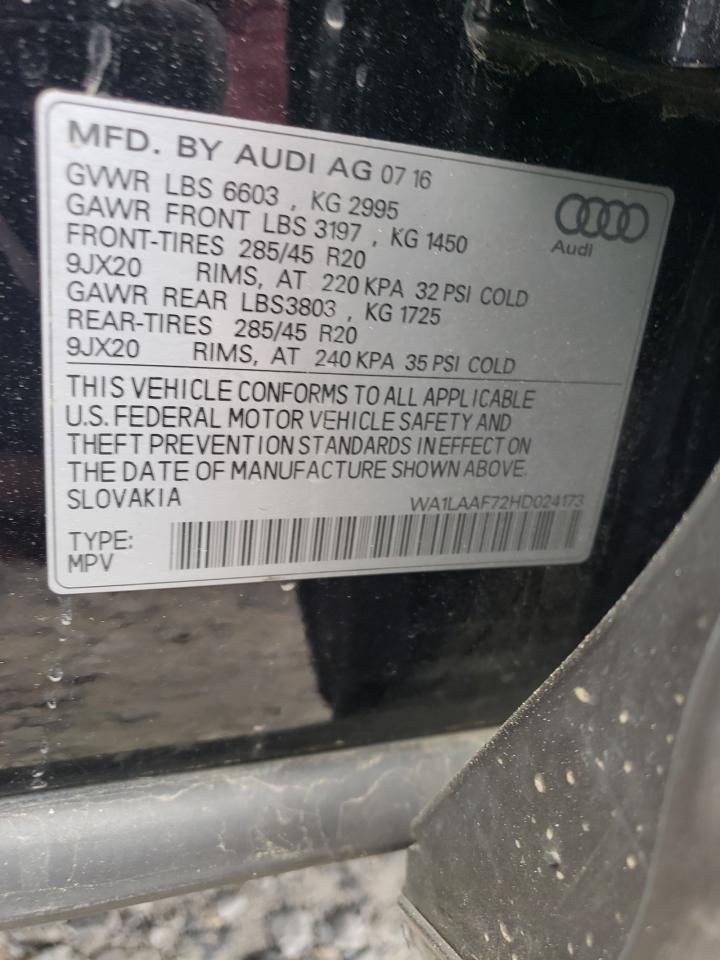 MFD. BY AUDI AG 07 16
GVWR LBS 6603 , KG 2995
GAWR FRONT LBS 3197 , KG 1450
Audi
FRONT-TIRES 285/45 R20
9JX20 RIMS, AT 220 KPA 32 PSI COLD
GAWR REAR LBS3803 , KG 1725
REAR-TIRES 285/45 R20
9JX20 RIMS, AT 240 KPA 35 PSI COLD
THIS VEHICLE CONFORMS TO ALL APPLICABLE
U.S. FEDERAL MOTOR VEHICLE SAFETY AND
THEFT PREVENTION STANDARDS IN EFFECT ON
THE DATE OF MANUFACTURE SHOWN ABOVE.
SLOVAKIA WA1LAAF72HD024173
TYPE:
MPV